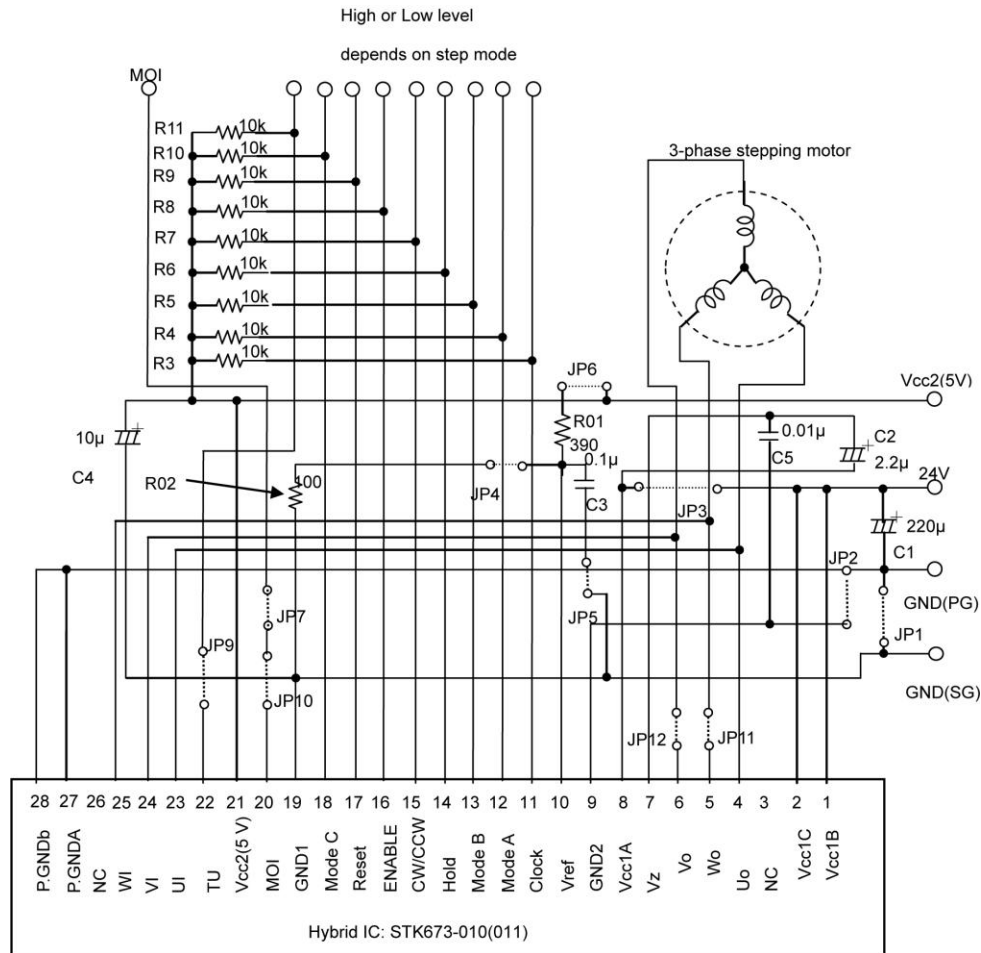 High or Low level
depends on step mode
MOI
R11 10k
R10 10k
R9 10k
R8 10k
R7 10k
R6 10k
R5 10k
R4 10k
R3 10k
3-phase stepping motor
JP6
Vcc2(5V)
R01
390
10µ
C4
R02
100
JP4
0.1µ
C3
0.01µ
C5
C2
2.2µ
24V
JP3
220µ
C1
JP2
GND(PG)
JP7
JP5
JP9
JP1
JP10
GND(SG)
JP12
JP11
28 27 26 25 24 23 22 21 20 19 18 17 16 15 14 13 12 11 10 9 8 7 6 5 4 3 2 1
P.GNDb
P.GNDA
NC
WI
VI
UI
TU
Vcc2(5 V)
MOI
GND1
Mode C
Reset
ENABLE
CW/CCW
Hold
Mode B
Mode A
Clock
Vref
GND2
Vcc1A
Vz
Vo
Wo
Uo
NC
Vcc1C
Vcc1B
Hybrid IC: STK673-010(011)